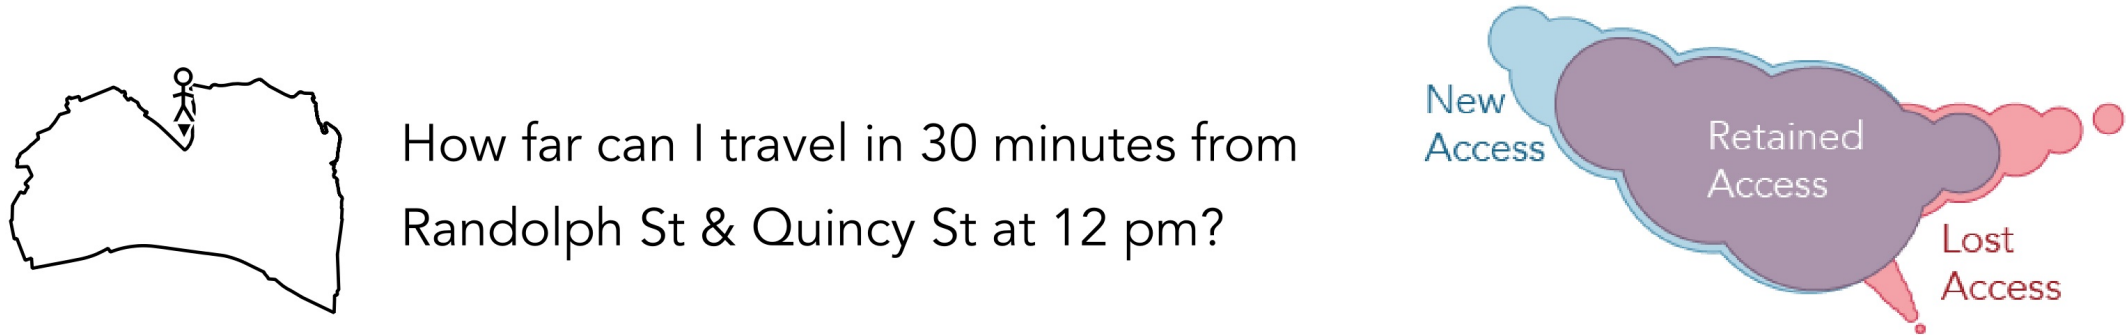 How far can I travel in 30 minutes from
Randolph St & Quincy St at 12 pm?
New
Access
Retained
Access
Lost
Access